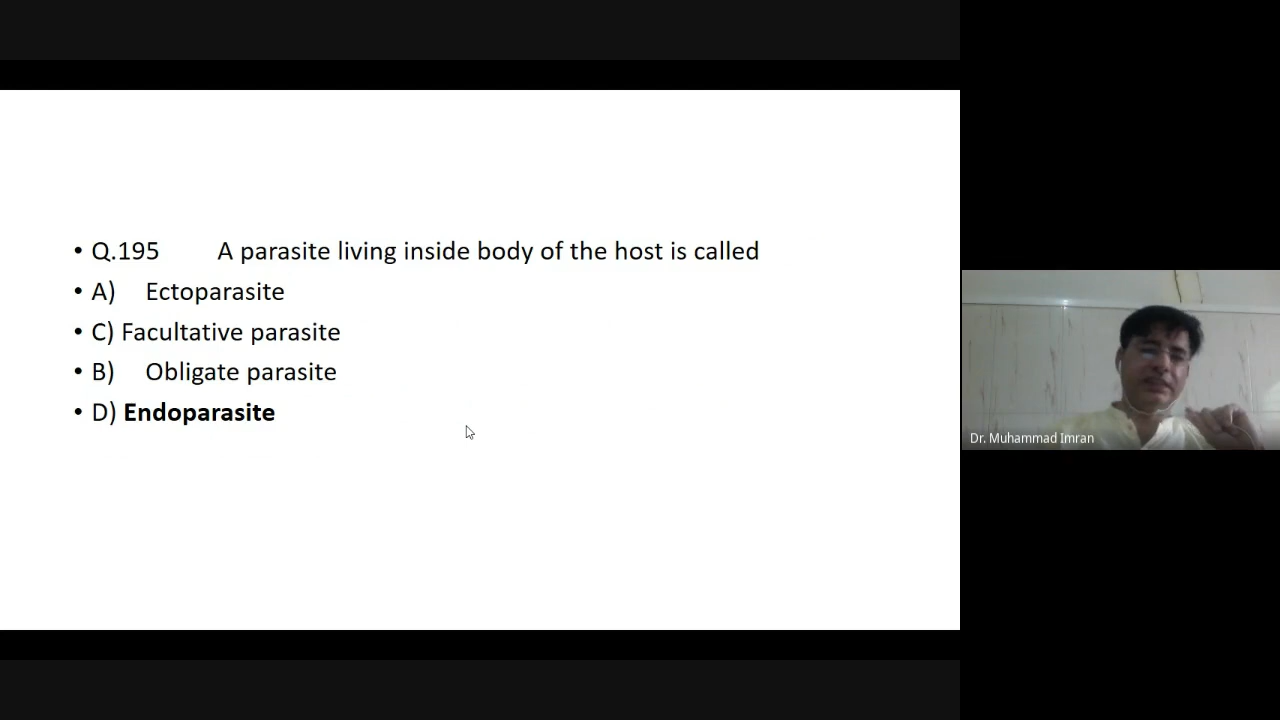 • Q.195 A parasite living inside body of the host is called
• A) Ectoparasite
• C) Facultative parasite
• B) Obligate parasite
• D) Endoparasite
Dr. Muhammad Imran